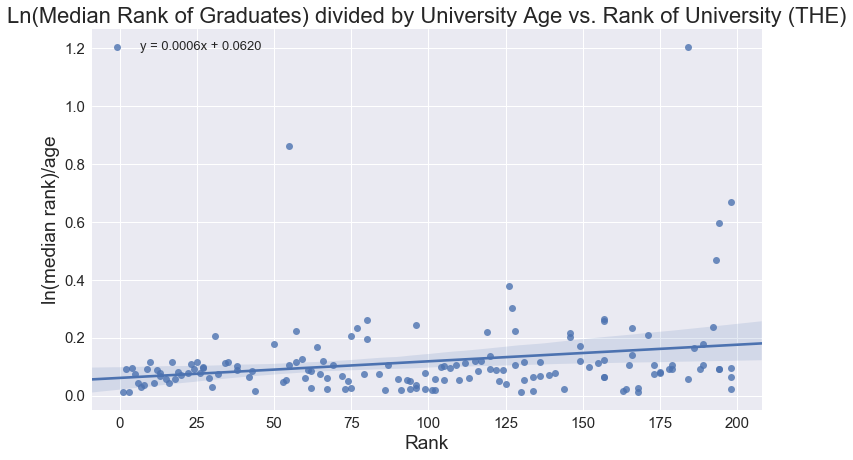 Ln(Median Rank of Graduates) divided by University Age vs. Rank of University (THE)
y = 0.0006x + 0.0620
1.2
1.0
0.8
0.6
0.4
0.2
0.0
ln(median rank)/age
0 25 50 75 100 125 150 175 200
Rank